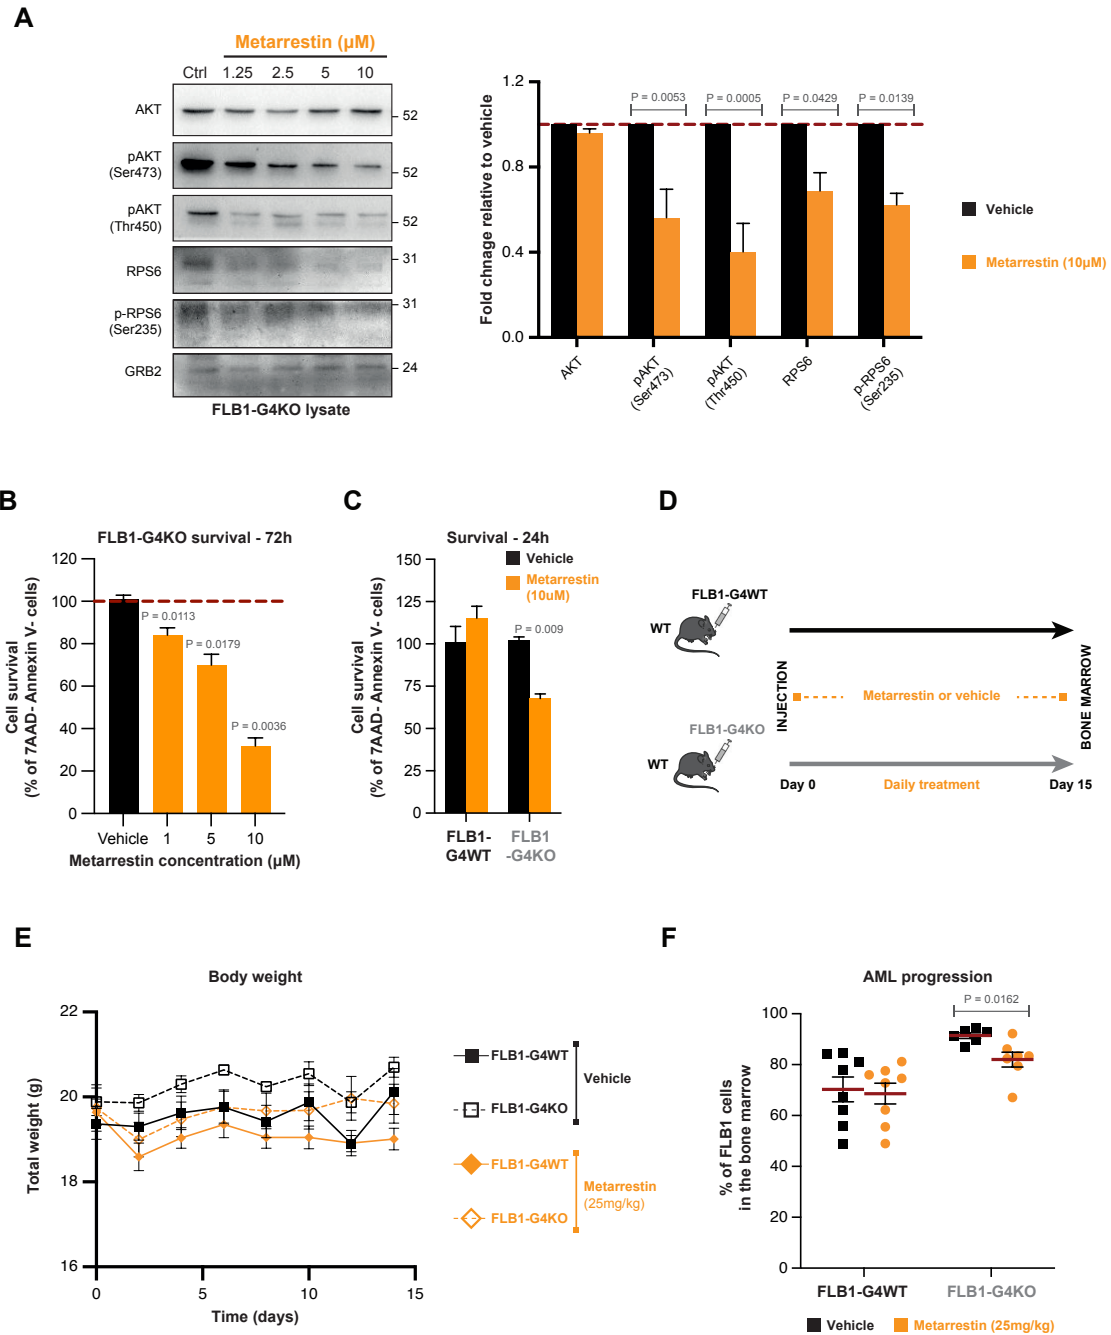 A
Metarrestin (µM)
Ctrl 1.25 2.5 5 10
AKT
52
pAKT
(Ser473)
52
pAKT
(Thr450)
52
RPS6
31
p-RPS6
(Ser235)
31
GRB2
24
FLB1-G4KO lysate
Fold chnage relative to vehicle
1.2
0.8
0.4
0.0
P = 0.0053 P = 0.0005 P = 0.0429 P = 0.0139
AKT
pAKT
(Ser473)
pAKT
(Thr450)
RPS6
p-RPS6
(Ser235)
Vehicle
Metarrestin (10µM)
B
FLB1-G4KO survival - 72h
Cell survival
(% of 7AAD- Annexin V- cells)
120
100
80
60
40
20
0
P = 0.0113
P = 0.0179
P = 0.0036
Vehicle 1 5 10
Metarrestin concentration (µM)
C
Survival - 24h
Vehicle
Metarrestin
(10uM)
Cell survival
(% of 7AAD- Annexin V- cells)
150
125
100
75
50
25
0
P = 0.009
FLB1-
G4WT
FLB1
-G4KO
D
FLB1-G4WT
WT
INJECTION
Metarrestin or vehicle
BONE MARROW
FLB1-G4KO
WT
Day 0
Daily treatment
Day 15
E
Body weight
Total weight (g)
22
20
18
16
0 5 10 15
Time (days)
FLB1-G4WT
FLB1-G4KO
Vehicle
FLB1-G4WT
FLB1-G4KO
Metarrestin
(25mg/kg)
F
AML progression
P = 0.0162
% of FLB1 cells
in the bone marrow
100
80
60
40
20
0
FLB1-G4WT FLB1-G4KO
Vehicle Metarrestin (25mg/kg)